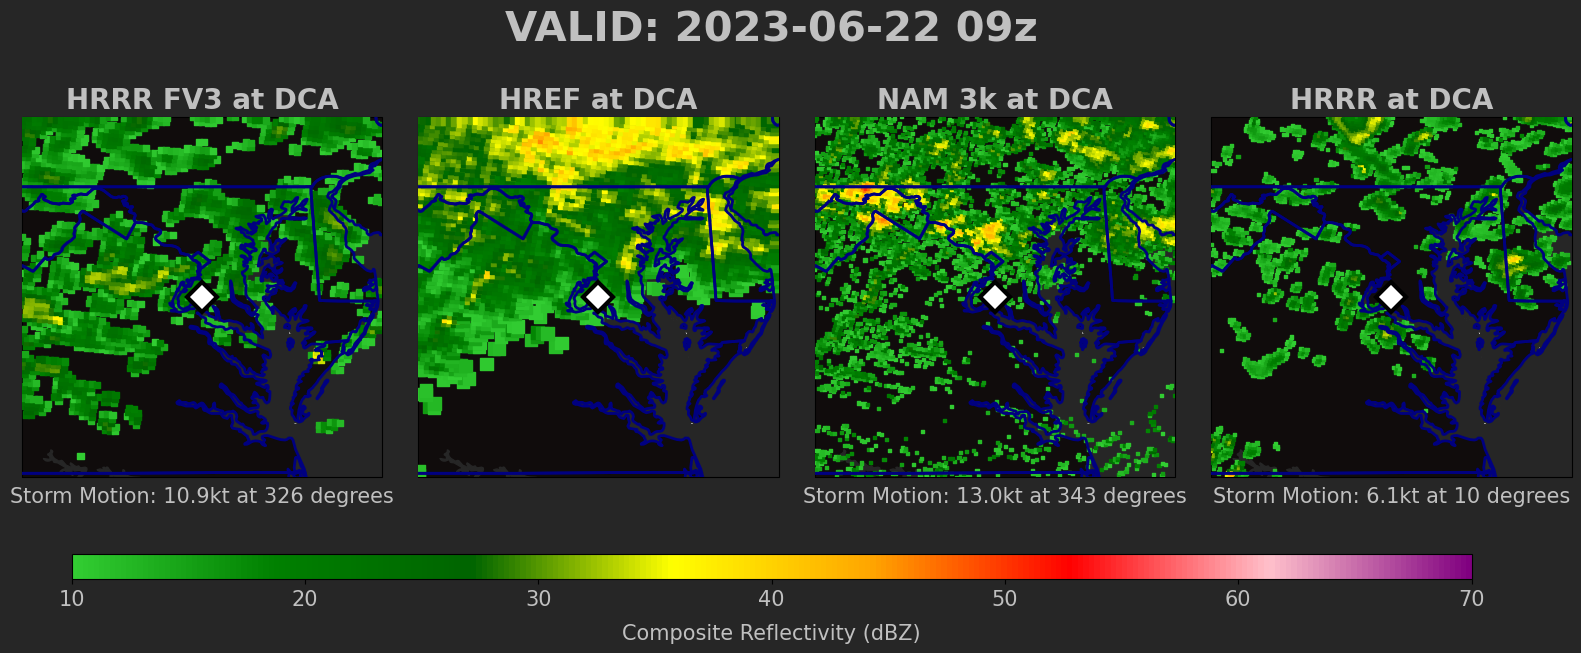 VALID: 2023-06-22 09z
HRRR FV3 at DCA
HREF at DCA
NAM 3k at DCA
HRRR at DCA
Storm Motion: 10.9kt at 326 degrees
Storm Motion: 13.0kt at 343 degrees
Storm Motion: 6.1kt at 10 degrees
10 20 30 40 50 60 70
Composite Reflectivity (dBZ)